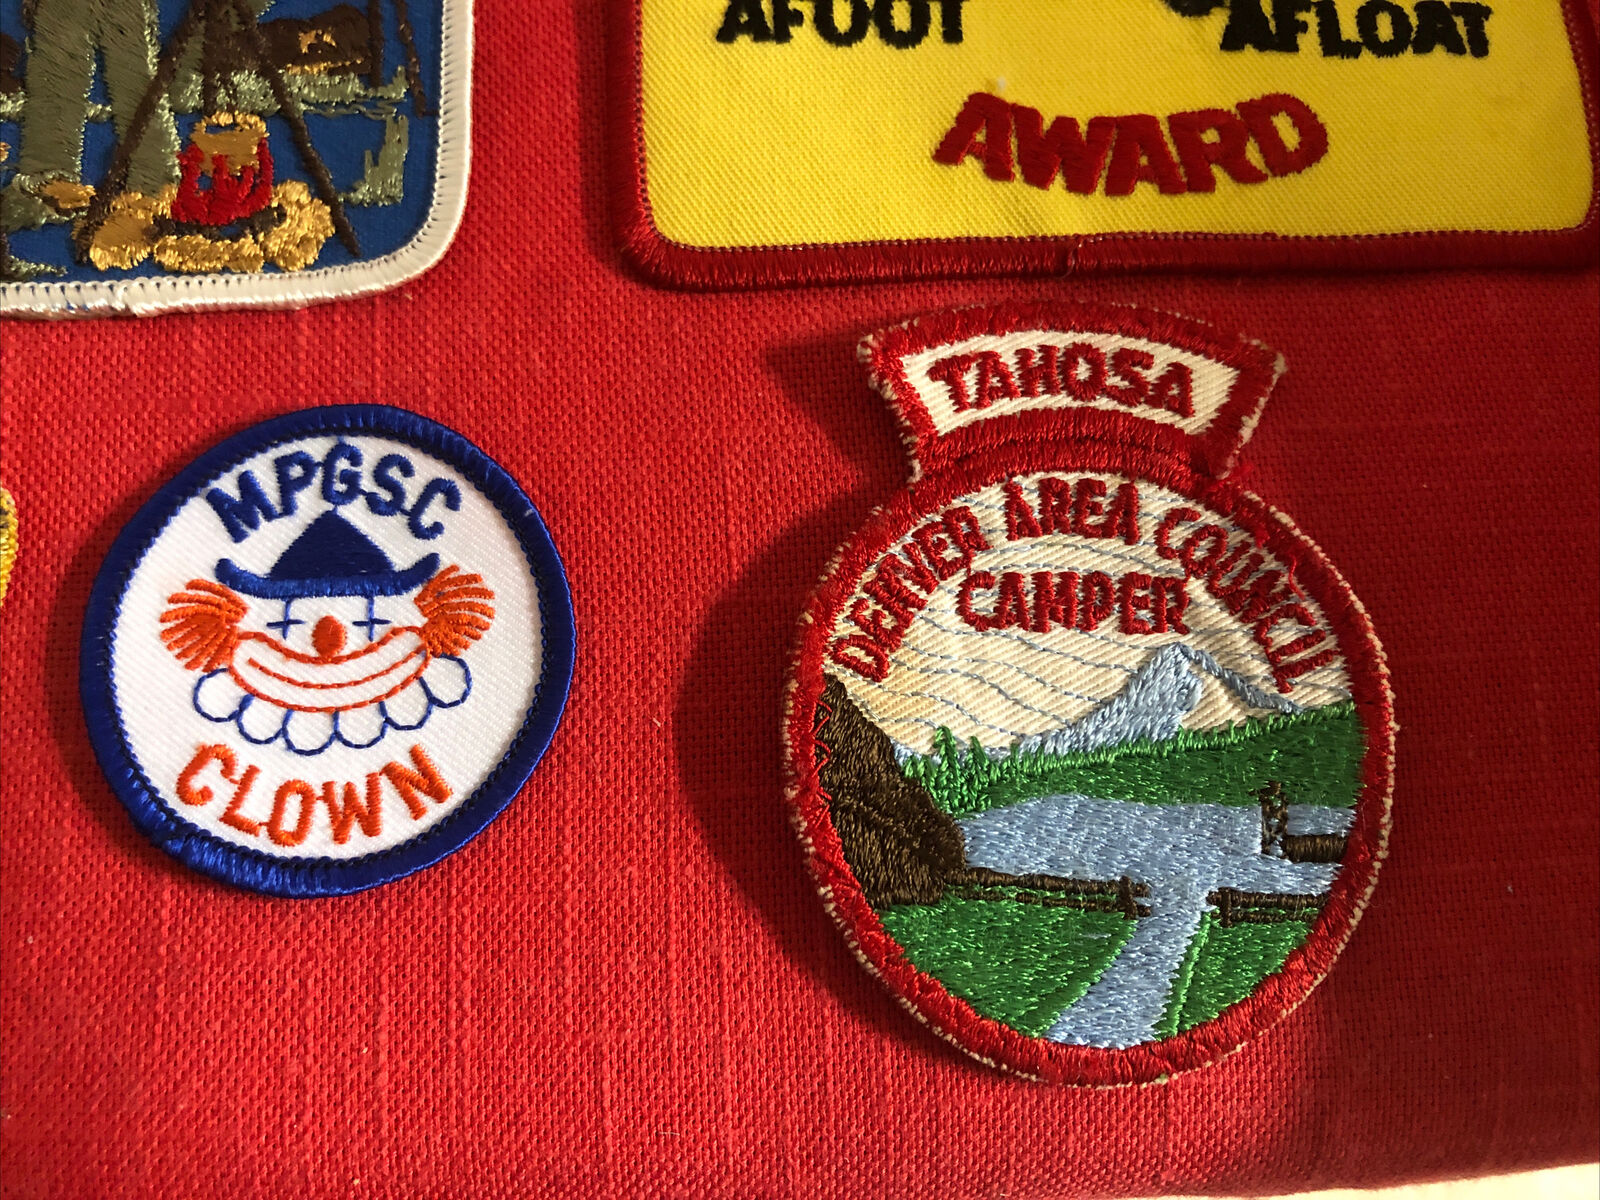 AFOOT
AFLOAT
AWARD
TAHOSA
DENVER AREA COUNCIL
CAMPER
MPGSC
CLOWN